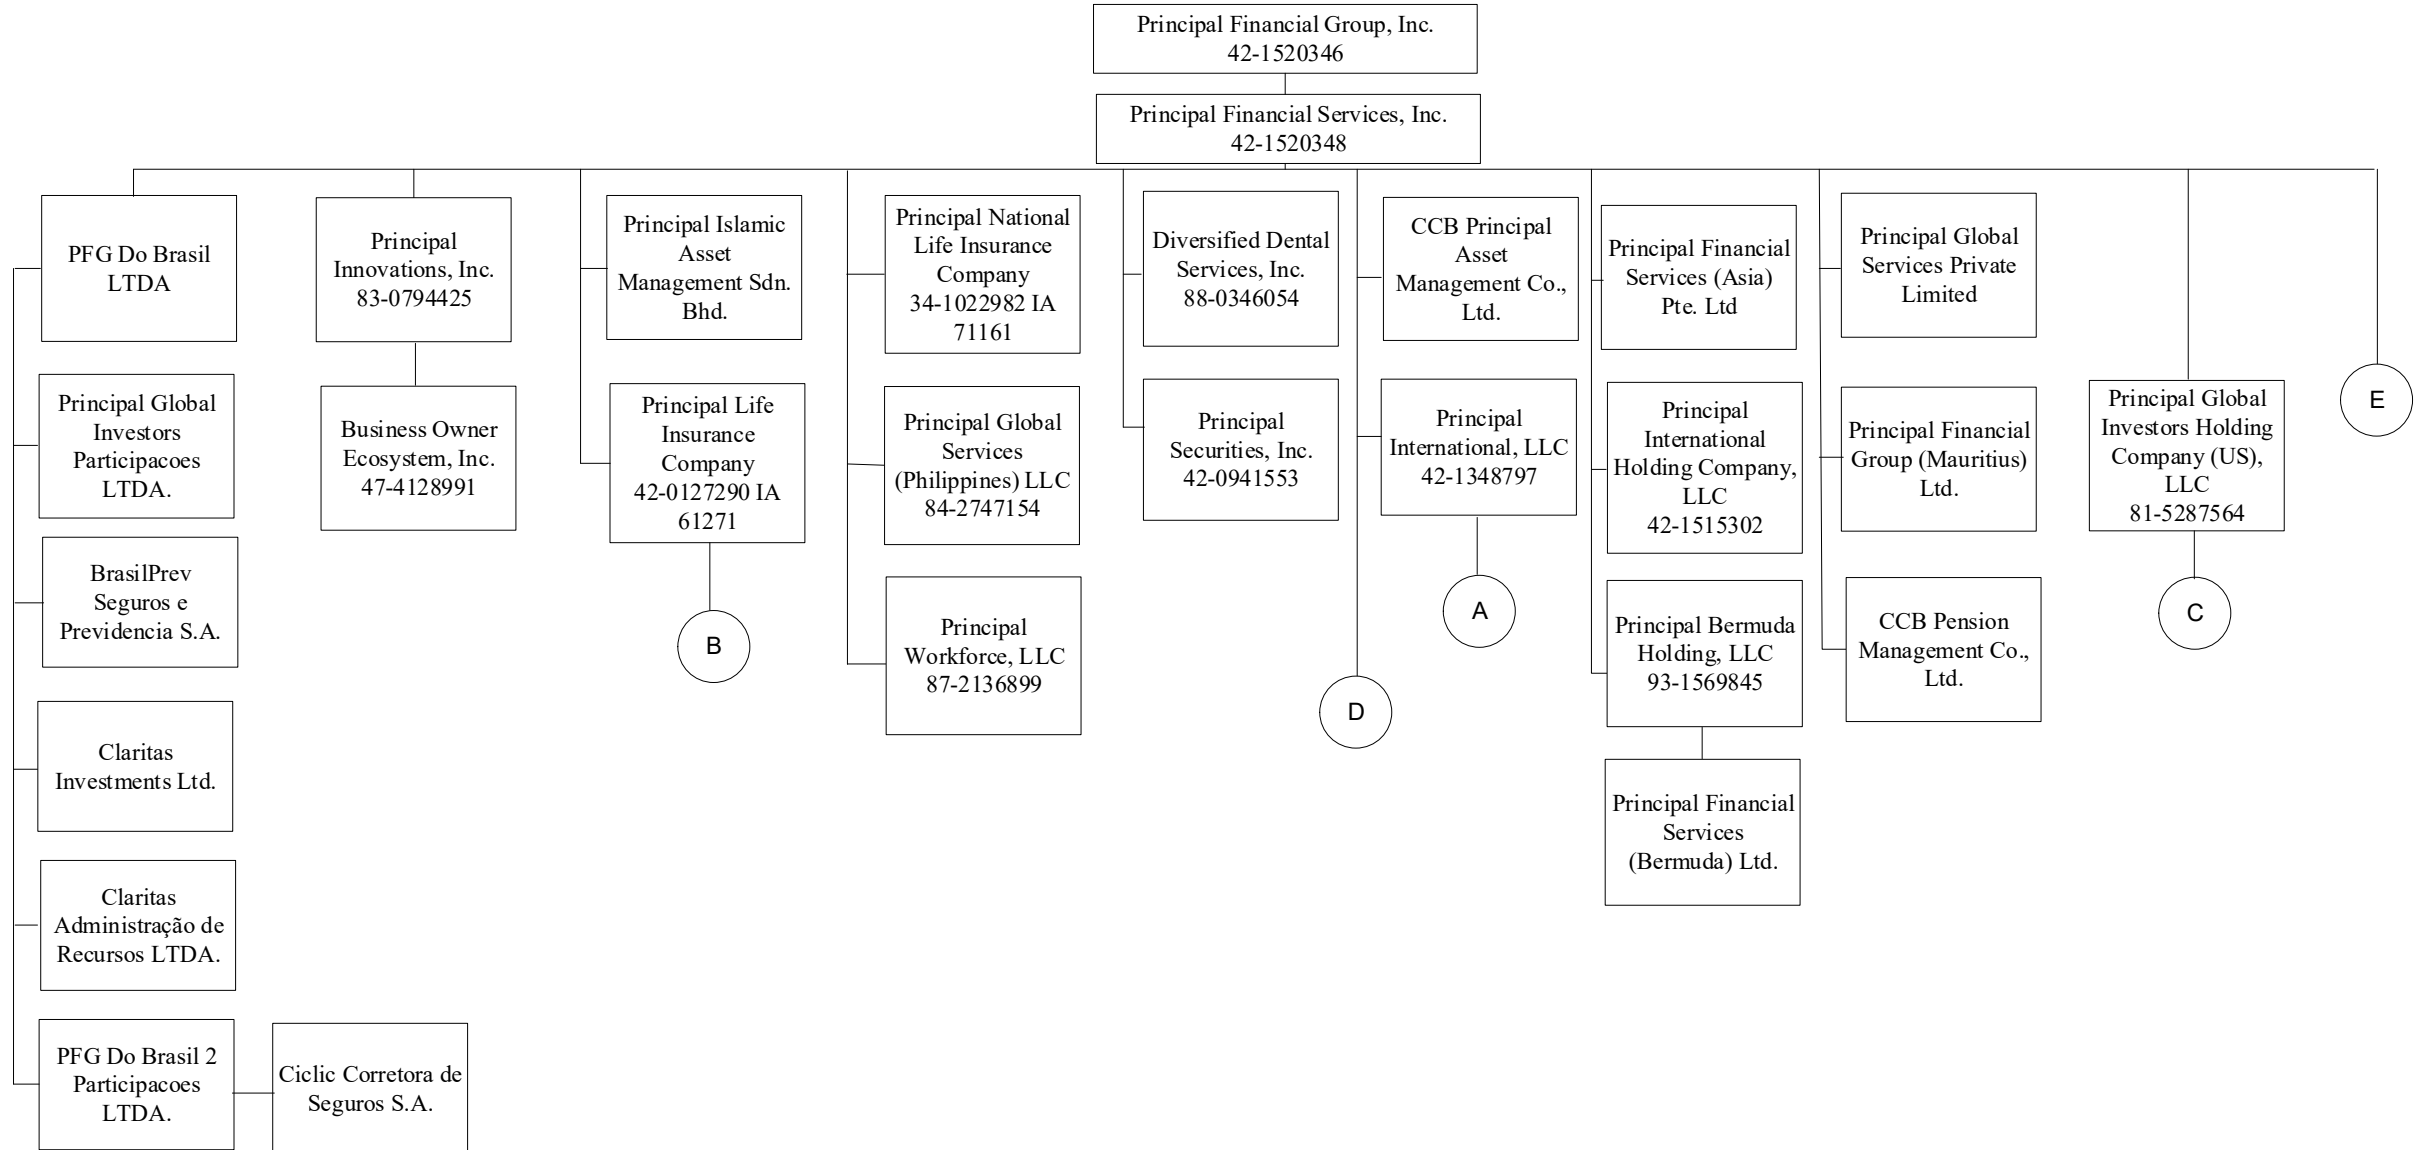 Principal Financial Group, Inc.
42-1520346
Principal Financial Services, Inc.
42-1520348
PFG Do Brasil
LTDA
Principal Global
Investors
Participacoes
LTDA.
BrasilPrev
Seguros e
Previdencia S.A.
Claritas
Investments Ltd.
Claritas
Administração de
Recursos LTDA.
PFG Do Brasil 2
Participacoes
LTDA.
Ciclic Corretora de
Seguros S.A.
Principal
Innovations, Inc.
83-0794425
Business Owner
Ecosystem, Inc.
47-4128991
Principal Islamic
Asset
Management Sdn.
Bhd.
Principal Life
Insurance
Company
42-0127290 IA
61271
B
Principal National
Life Insurance
Company
34-1022982 IA
71161
Principal Global
Services
(Philippines) LLC
84-2747154
Principal
Workforce, LLC
87-2136899
Diversified Dental
Services, Inc.
88-0346054
Principal
Securities, Inc.
42-0941553
CCB Principal
Asset
Management Co.,
Ltd.
Principal
International, LLC
42-1348797
A
D
Principal Financial
Services (Asia)
Pte. Ltd
Principal
International
Holding Company,
LLC
42-1515302
Principal Bermuda
Holding, LLC
93-1569845
Principal Financial
Services
(Bermuda) Ltd.
Principal Global
Services Private
Limited
Principal Financial
Group (Mauritius)
Ltd.
CCB Pension
Management Co.,
Ltd.
Principal Global
Investors Holding
Company (US),
LLC
81-5287564
C
E